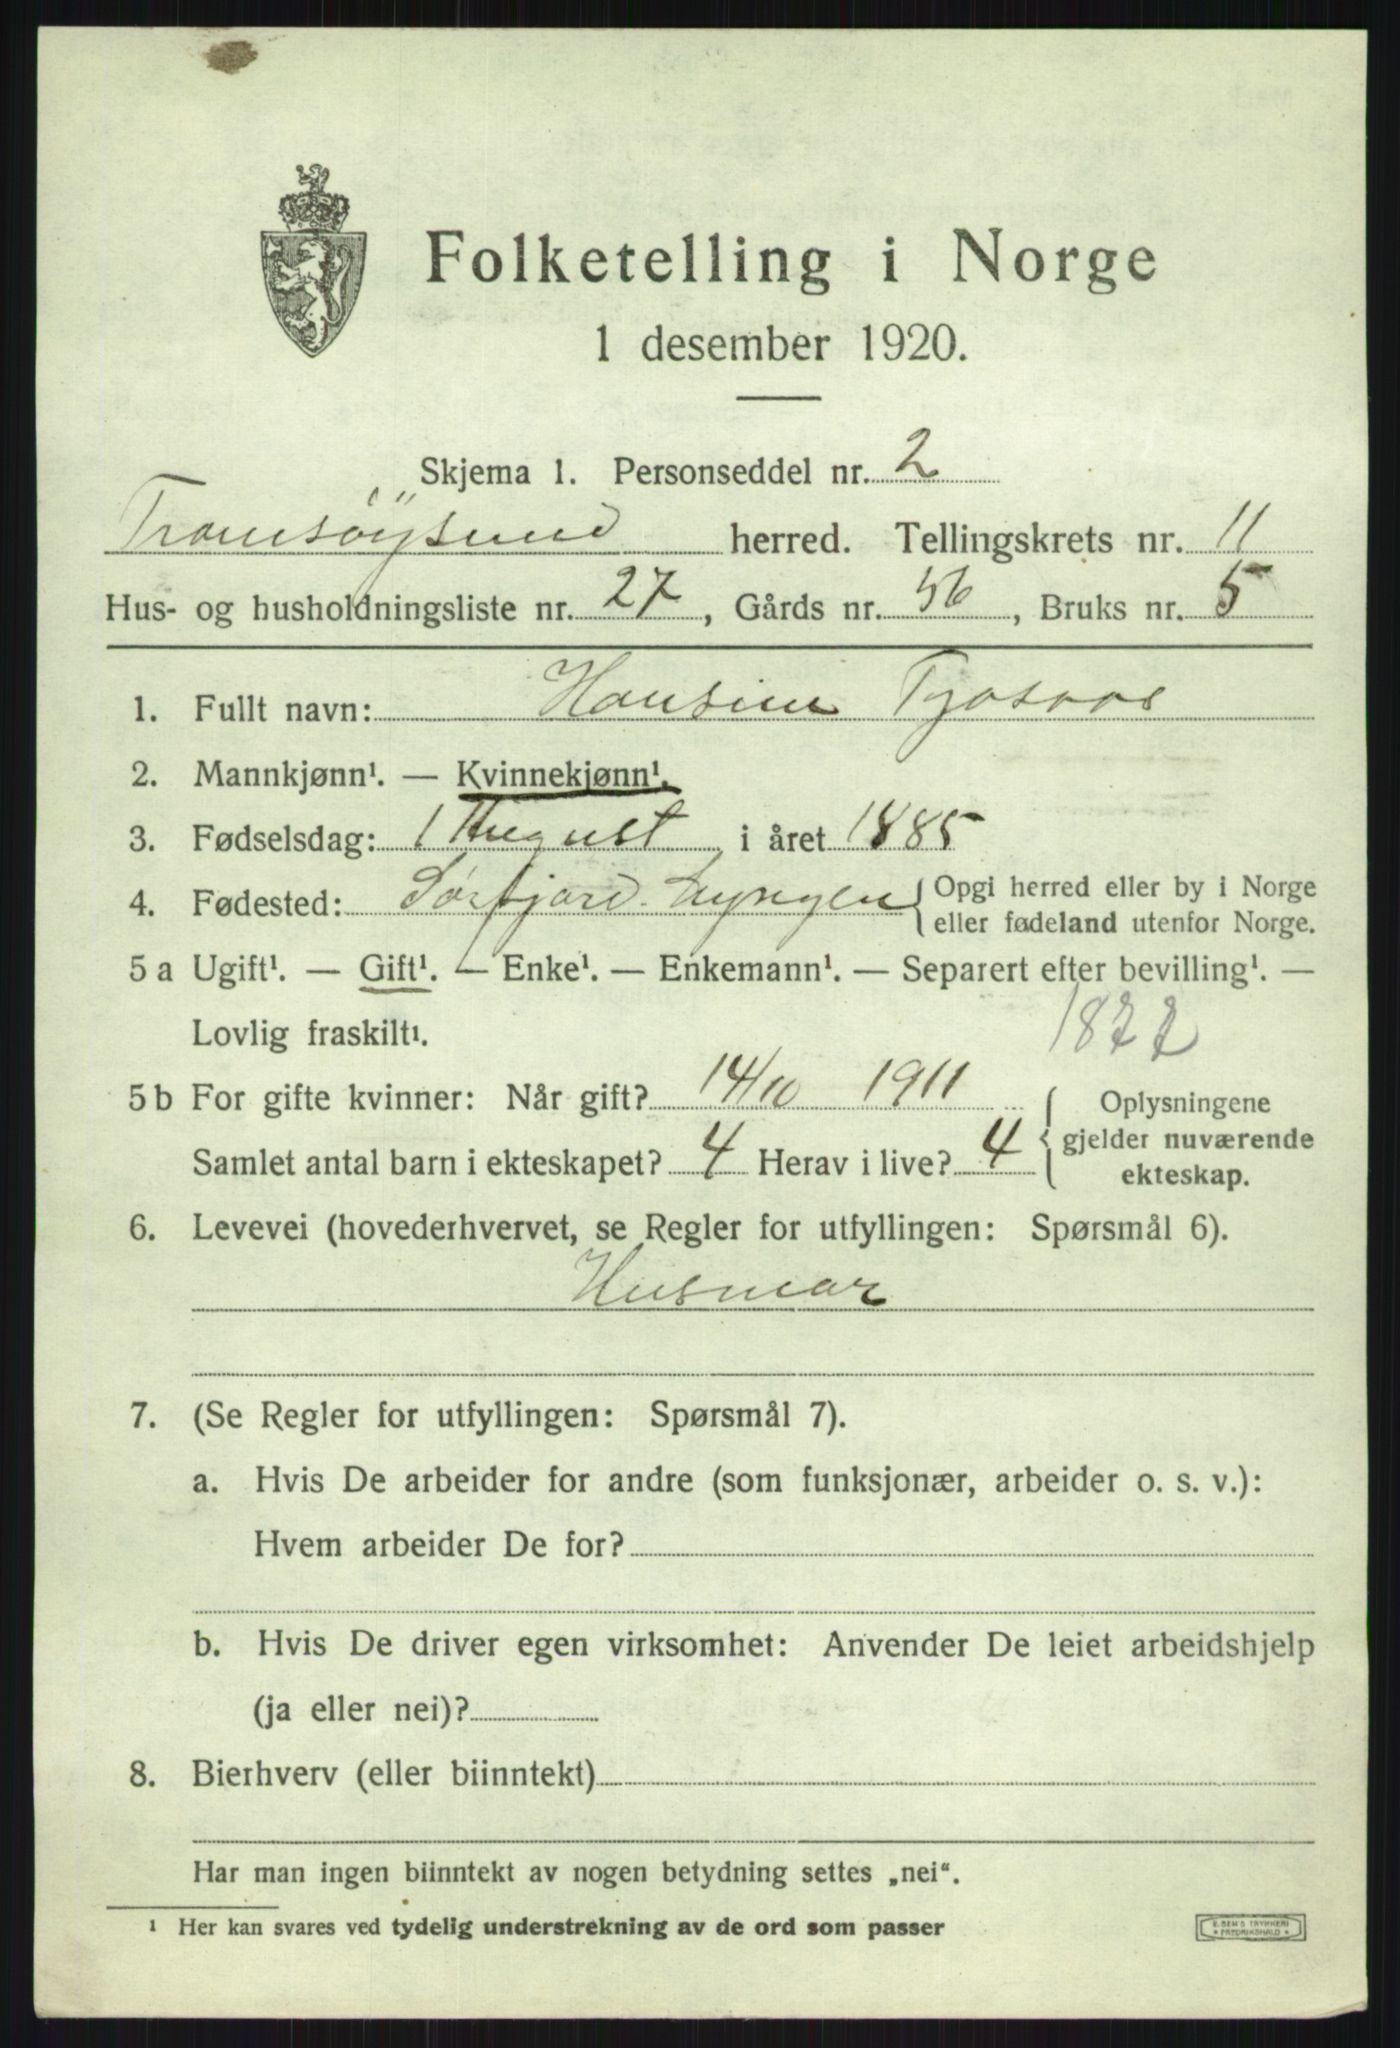 Folketelling i Norge
1 desember 1920.
Skjema 1. Personseddel nr. 2
Tromsöysund herred. Tellingskrets nr. 11
Hus- og husholdningsliste nr. 27, Gårds nr. 56, Bruks nr. 5
1. Fullt navn: Hansine
2. Mannkjønn¹. — Kvinnekjønn¹.
3. Fødselsdag: 1 August i året 1885
4. Fødested: Sørfjord Lyngen { Opgi herred eller by i Norge
eller fødeland utenfor Norge.
5 a Ugift¹. — Gift¹. — Enke¹. — Enkemann¹. — Separert efter bevilling¹. —
Lovlig fraskilt¹. 1877
5 b For gifte kvinner: Når gift? 14/10 1911 { Oplysningene
Samlet antal barn i ekteskapet? 4 Herav i live? 4 gjelder nuværende
ekteskap.
6. Levevei (hovederhvervet, se Regler for utfyllingen: Spørsmål 6).
Husmor
7. (Se Regler for utfyllingen: Spørsmål 7).
a. Hvis De arbeider for andre (som funksjonær, arbeider o. s. v.):
Hvem arbeider De for?
b. Hvis De driver egen virksomhet: Anvender De leiet arbeidshjelp
(ja eller nei)?
8. Bierhverv (eller biinntekt)
Har man ingen biinntekt av nogen betydning settes „nei“.
¹ Her kan svares ved tydelig understrekning av de ord som passer
E. SEM'S TRYKKERI
* FREDRIKSHALD *